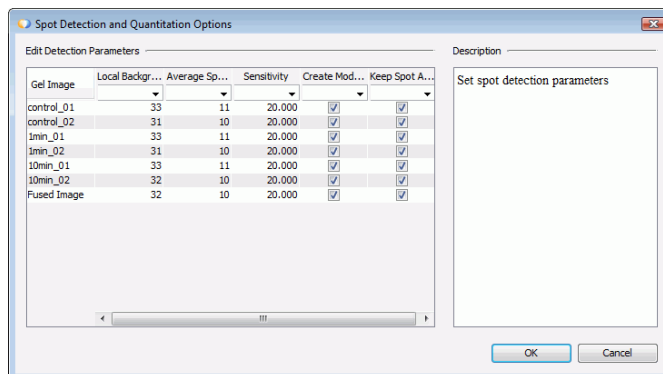 Spot Detection and Quantitation Options
Edit Detection Parameters
Description
Gel Image Local Backgr... Average Sp... Sensitivity Create Mod... Keep Spot A...
control_01 33 11 20.000
control_02 31 10 20.000
1min_01 33 11 20.000
1min_02 31 10 20.000
10min_01 33 11 20.000
10min_02 32 10 20.000
Fused Image 32 10 20.000
Set spot detection parameters
OK Cancel